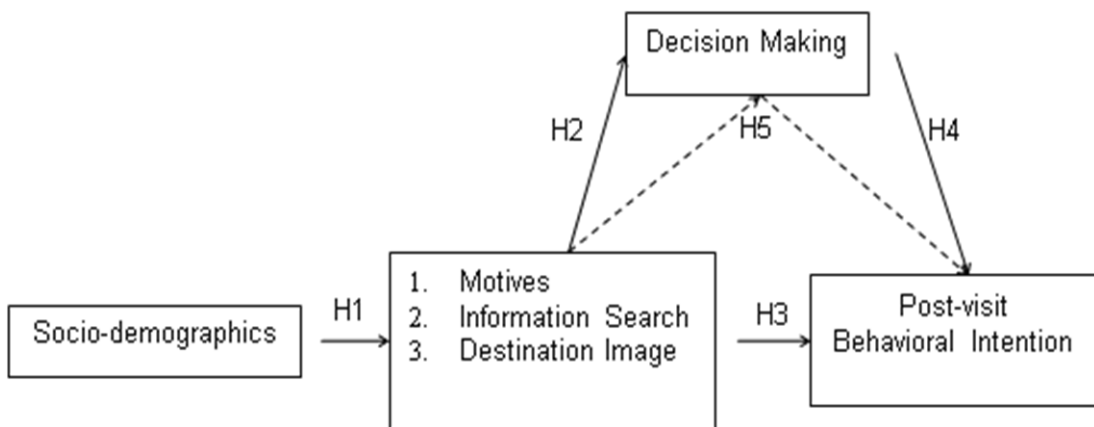 Decision Making
H2
H5
H4
1. Motives
2. Information Search
3. Destination Image
Socio-demographics
H1
H3
Post-visit
Behavioral Intention